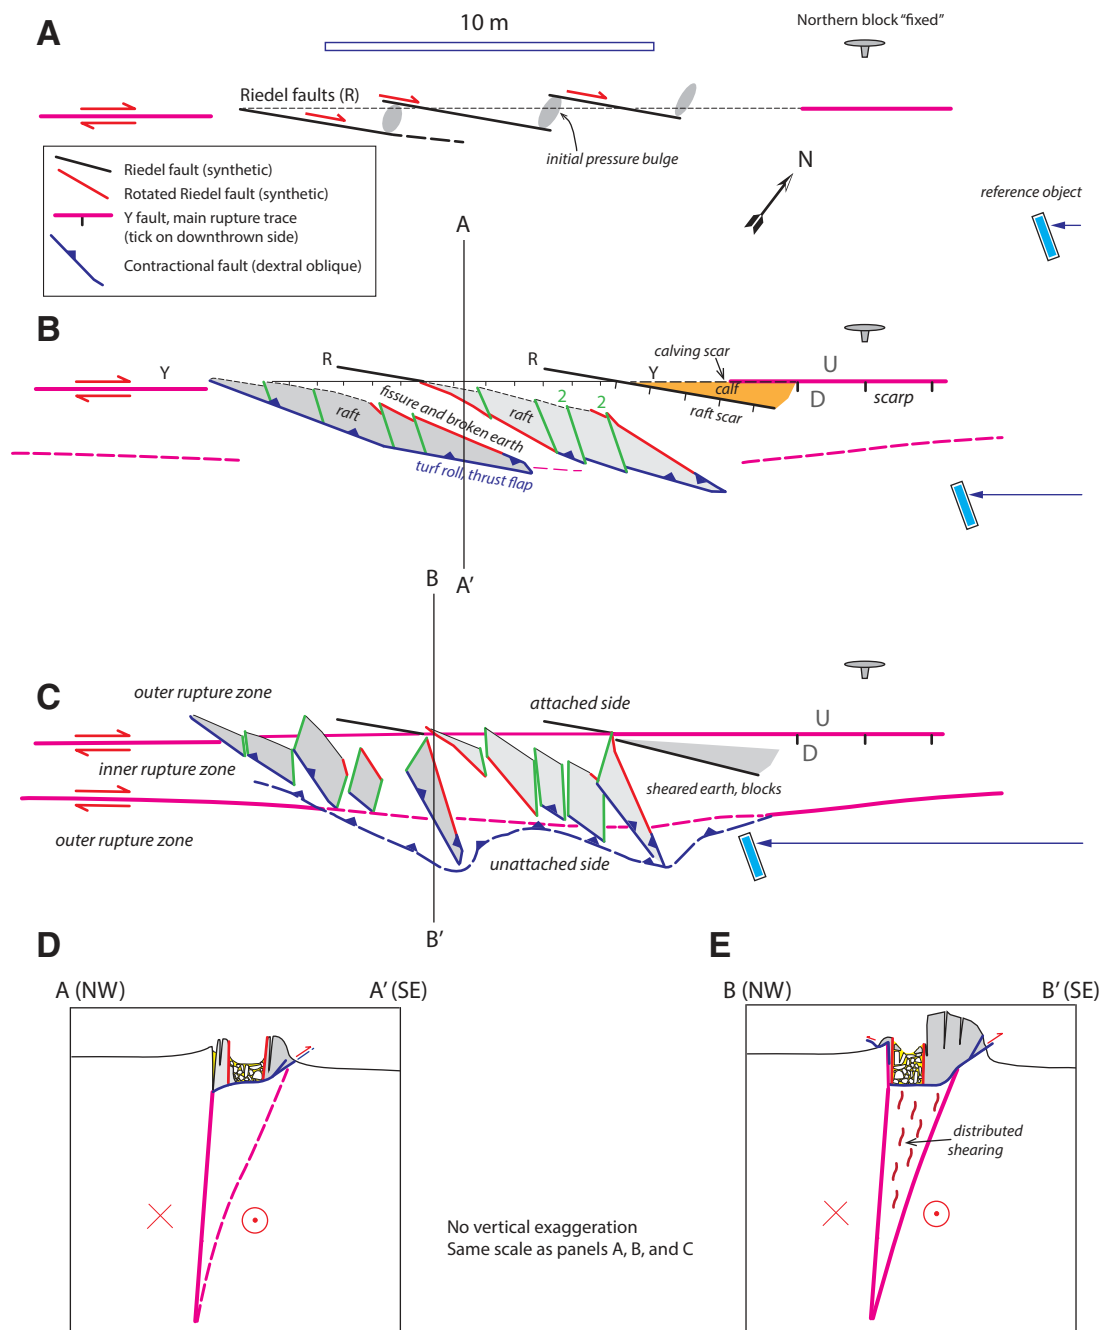 A
10 m
Northern block “fixed”
Riedel faults (R)
initial pressure bulge
N
reference object
Riedel fault (synthetic)
Rotated Riedel fault (synthetic)
Y fault, main rupture trace
(tick on downthrown side)
Contractional fault (dextral oblique)
A
B
Y
R
R
calving scar
Y
U
calf
D
scarp
raft scar
raft
fissure and broken earth
raft
2
2
turf roll, thrust flap
A′
B
C
outer rupture zone
attached side
U
D
inner rupture zone
sheared earth, blocks
outer rupture zone
unattached side
B′
D
E
A (NW)
A′ (SE)
B (NW)
B′ (SE)
distributed
shearing
No vertical exaggeration
Same scale as panels A, B, and C